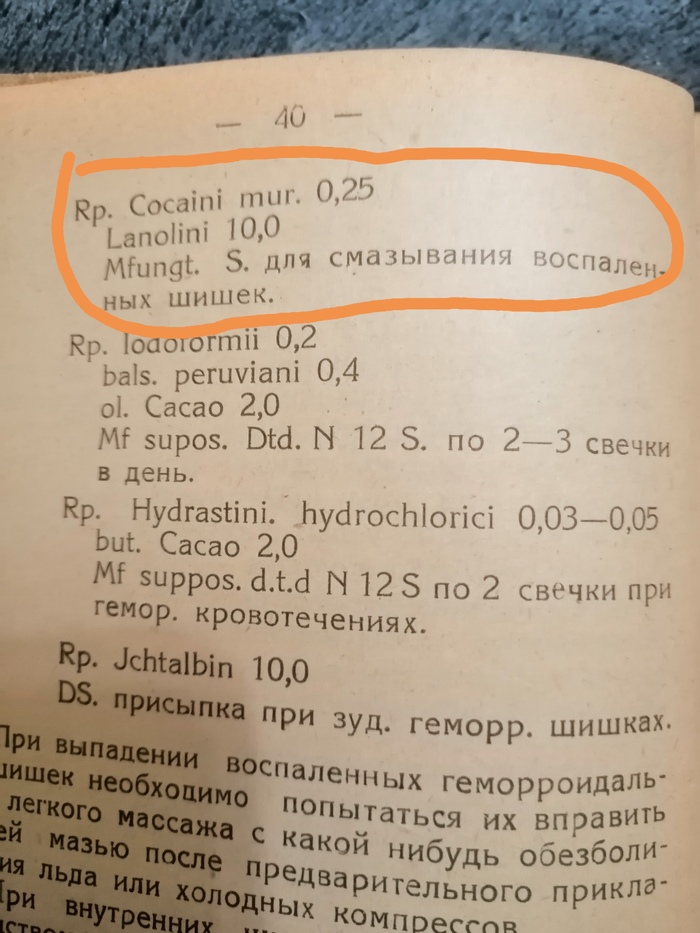 — 40 —
Rp. Cocaini mur. 0,25
Lanolini 10,0
Mfungt. S. для смазывания воспален-
ных шишек.
Rp. Iodoformii 0,2
bals. peruviani 0,4
ol. Cacao 2,0
Mf supos. Dtd. N 12 S. по 2—3 свечки
в день.
Rp. Hydrastini. hydrochlorici 0,03—0,05
but. Cacao 2,0
Mf suppos. d.t.d N 12 S по 2 свечки при
гемор. кровотечениях.
Rp. Jchtalbin 10,0
DS. присыпка при зуд. геморр. шишках.
При выпадении воспаленных геморроидаль-
шишек необходимо попытаться их вправить
легкого массажа с какой нибудь обезболи-
ей мазью после предварительного прикла-
ия льда или холодных компрессов
При внутренних